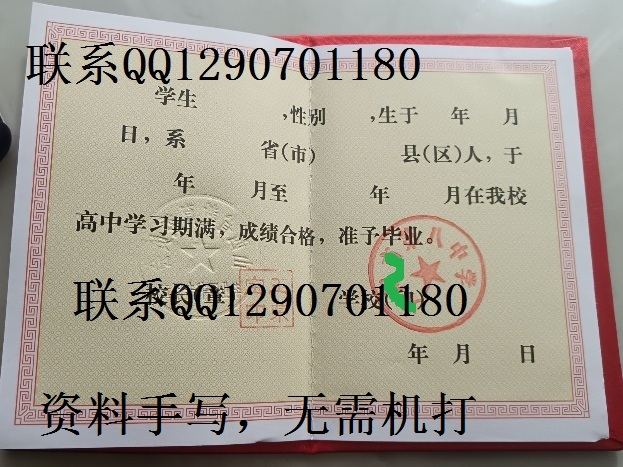 联系QQ1290701180
学生 ,性别 ,生于 年 月
日，系 省(市) 县(区)人，于
年 月至 年 月在我校
高中学习期满，成绩合格，准予毕业。
联系QQ1290701180
学校
年 月 日
资料手写，无需机打